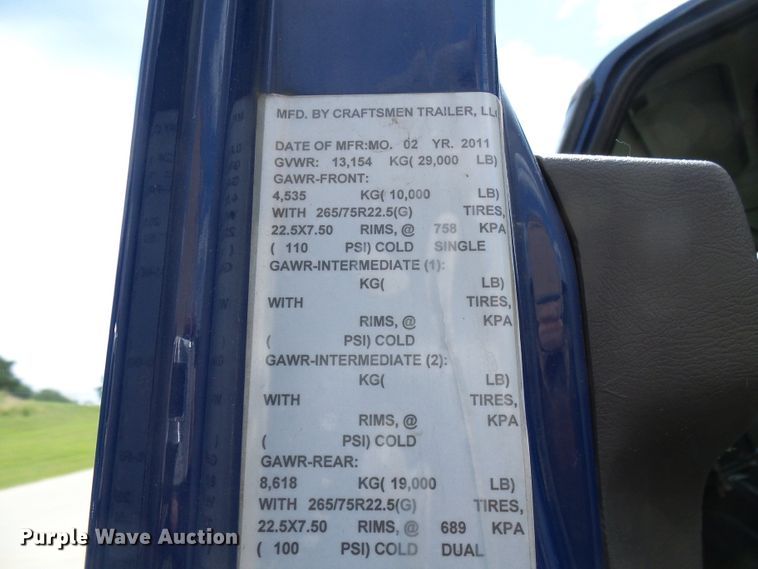 MFD. BY CRAFTSMEN TRAILER, LLC
DATE OF MFR:MO. 02 YR. 2011
GVWR: 13,154 KG( 29,000 LB)
GAWR-FRONT:
4,535 KG( 10,000 LB)
WITH 265/75R22.5(G) TIRES,
22.5X7.50 RIMS, @ 758 KPA
( 110 PSI) COLD SINGLE
GAWR-INTERMEDIATE (1):
KG( LB)
WITH TIRES,
RIMS, @ KPA
( PSI) COLD
GAWR-INTERMEDIATE (2):
KG( LB)
WITH TIRES,
RIMS, @ KPA
( PSI) COLD
GAWR-REAR:
8,618 KG( 19,000 LB)
WITH 265/75R22.5(G) TIRES,
22.5X7.50 RIMS, @ 689 KPA
( 100 PSI) COLD DUAL
Purple Wave Auction